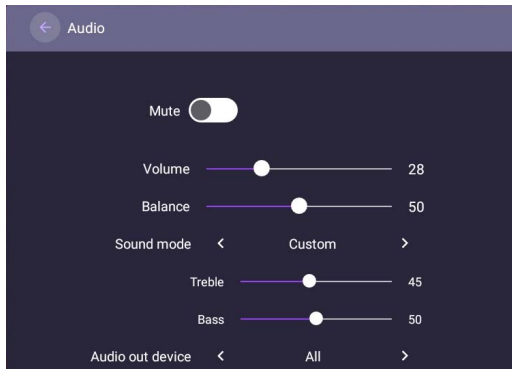 Audio
Mute
Volume 28
Balance 50
Sound mode < Custom >
Treble 45
Bass 50
Audio out device < All >